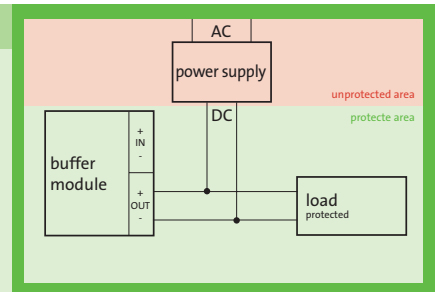 AC
power supply
unprotected area
DC
protecte area
+
IN
-
buffer
module
+
OUT
-
load
protected